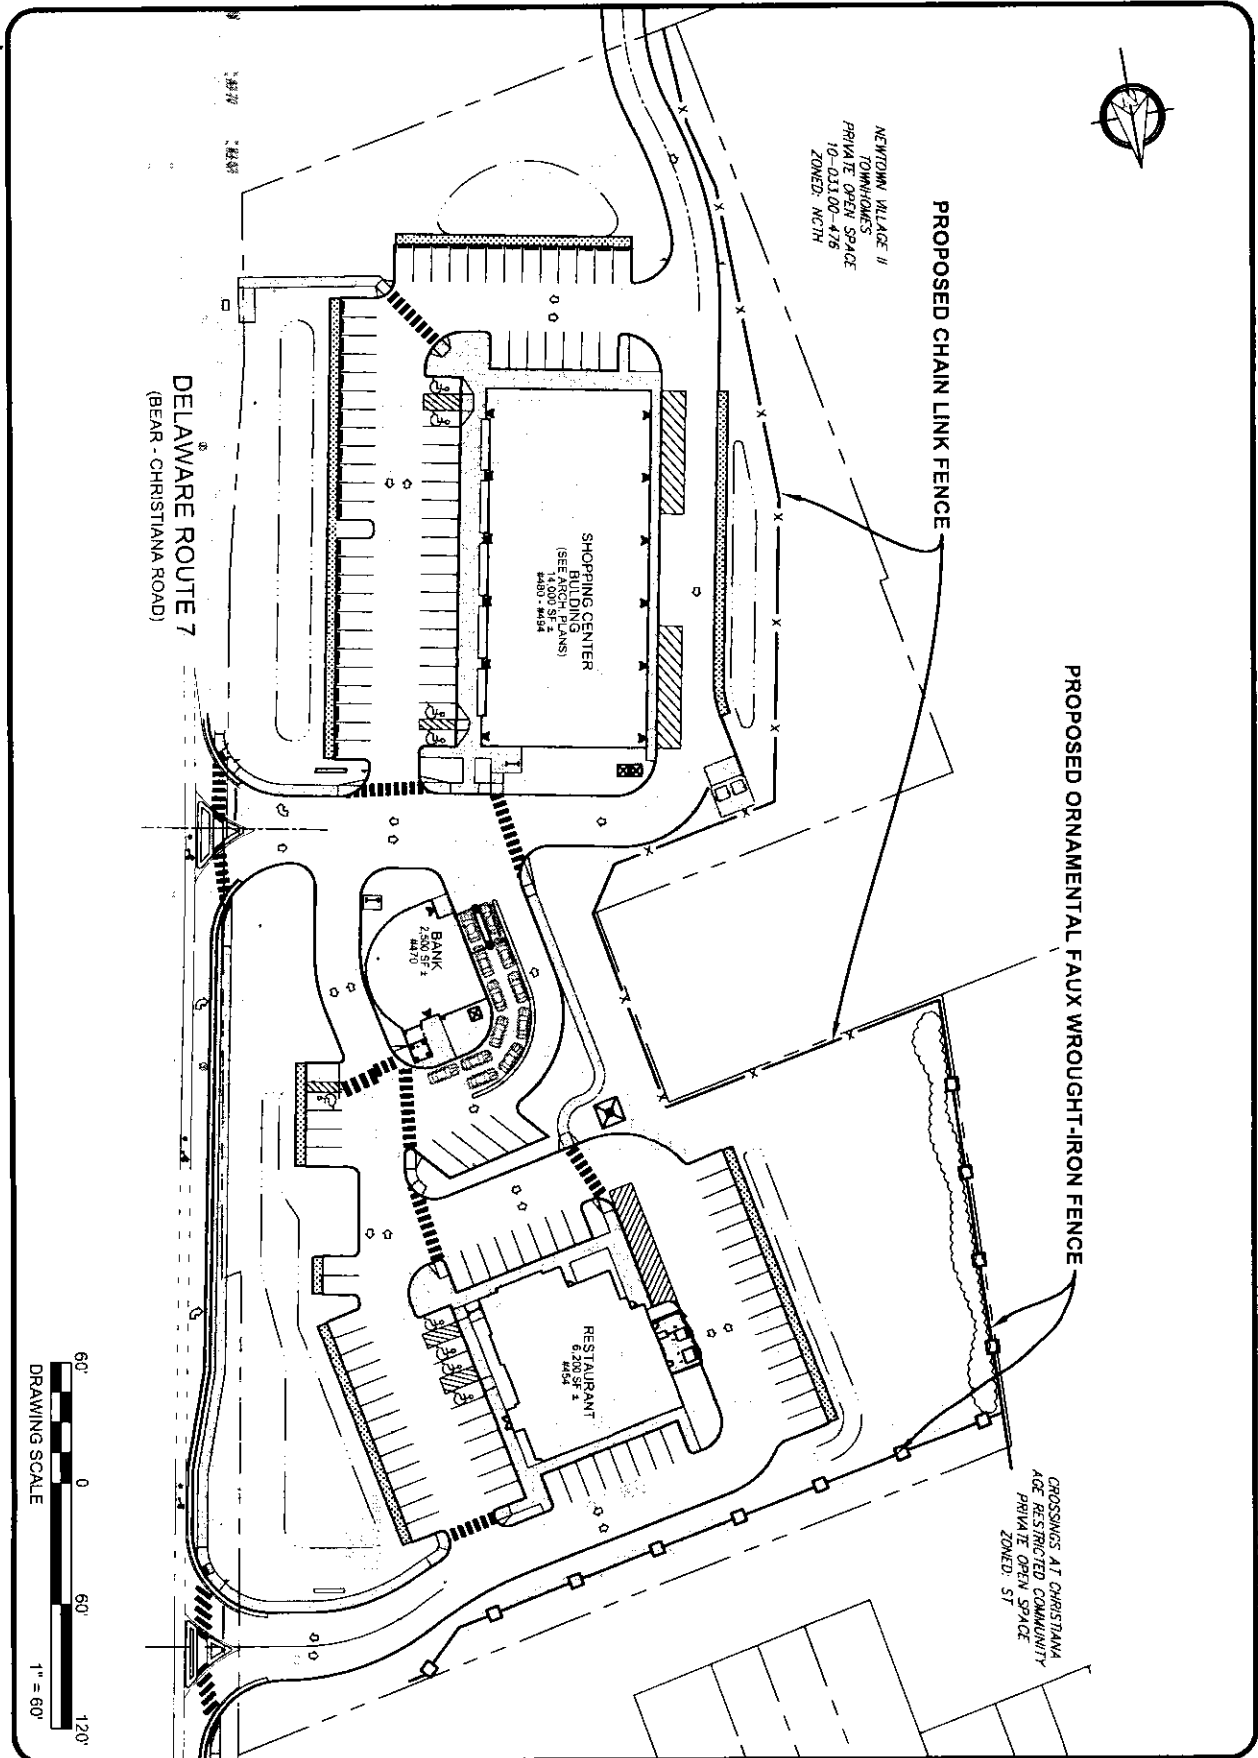 PROPOSED ORNAMENTAL FAUX WROUGHT-IRON FENCE
PROPOSED CHAIN LINK FENCE
NEWTOWN VILLAGE II
TOWNHOMES
PRIVATE OPEN SPACE
10-033.00-476
ZONED: NCTH
CROSSINGS AT CHRISTIANA
AGE RESTRICTED COMMUNITY
PRIVATE OPEN SPACE
ZONED: ST
SHOPPING CENTER
BUILDING
(SEE ARCH. PLANS)
14,000 SF ±
#480 - #494
BANK
2,500 SF ±
#470
RESTAURANT
6,200 SF ±
#454
DELAWARE ROUTE 7
(BEAR - CHRISTIANA ROAD)
60' 0 60' 120'
DRAWING SCALE 1" = 60'